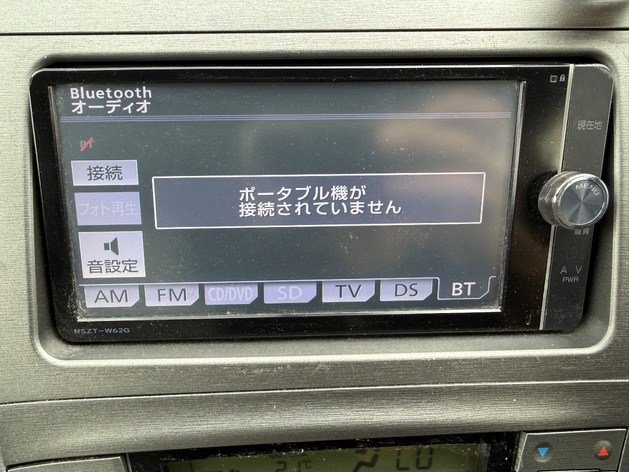 Bluetooth
オーディオ
現在地
接続
フォト再生
ポータブル機が
接続されていません
MENU
音設定
A V
PWR
AM
FM
CD/DVD
SD
TV
DS
BT
NSZT-W62G